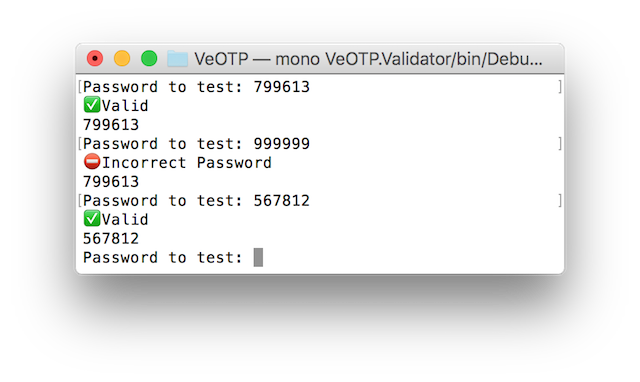 VeOTP — mono VeOTP.Validator/bin/Debu...
[Password to test: 799613 ]
✅Valid
799613
[Password to test: 999999 ]
⛔Incorrect Password
799613
[Password to test: 567812 ]
✅Valid
567812
Password to test: